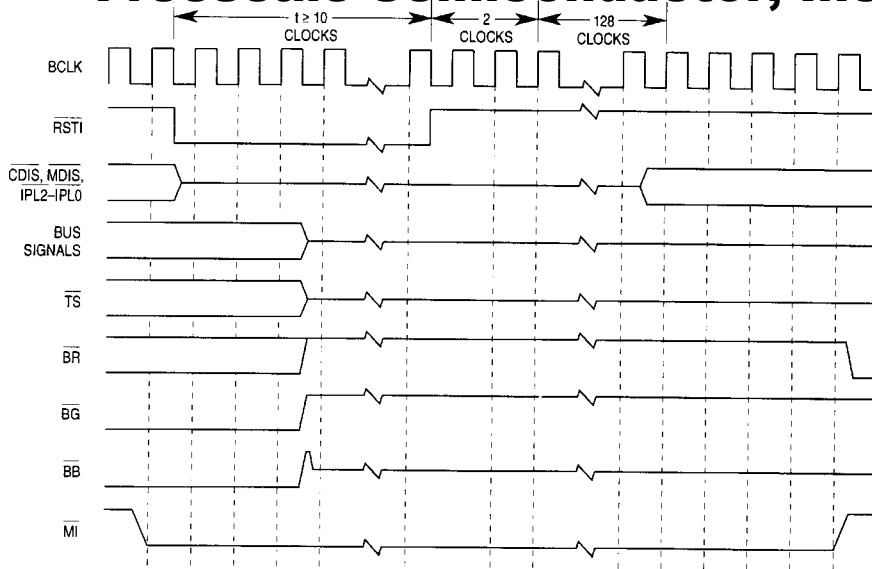 t ≥ 10
CLOCKS
2
CLOCKS
128
CLOCKS
BCLK
RSTI
CDIS, MDIS,
IPL2–IPL0
BUS
SIGNALS
TS
BR
BG
BB
MI